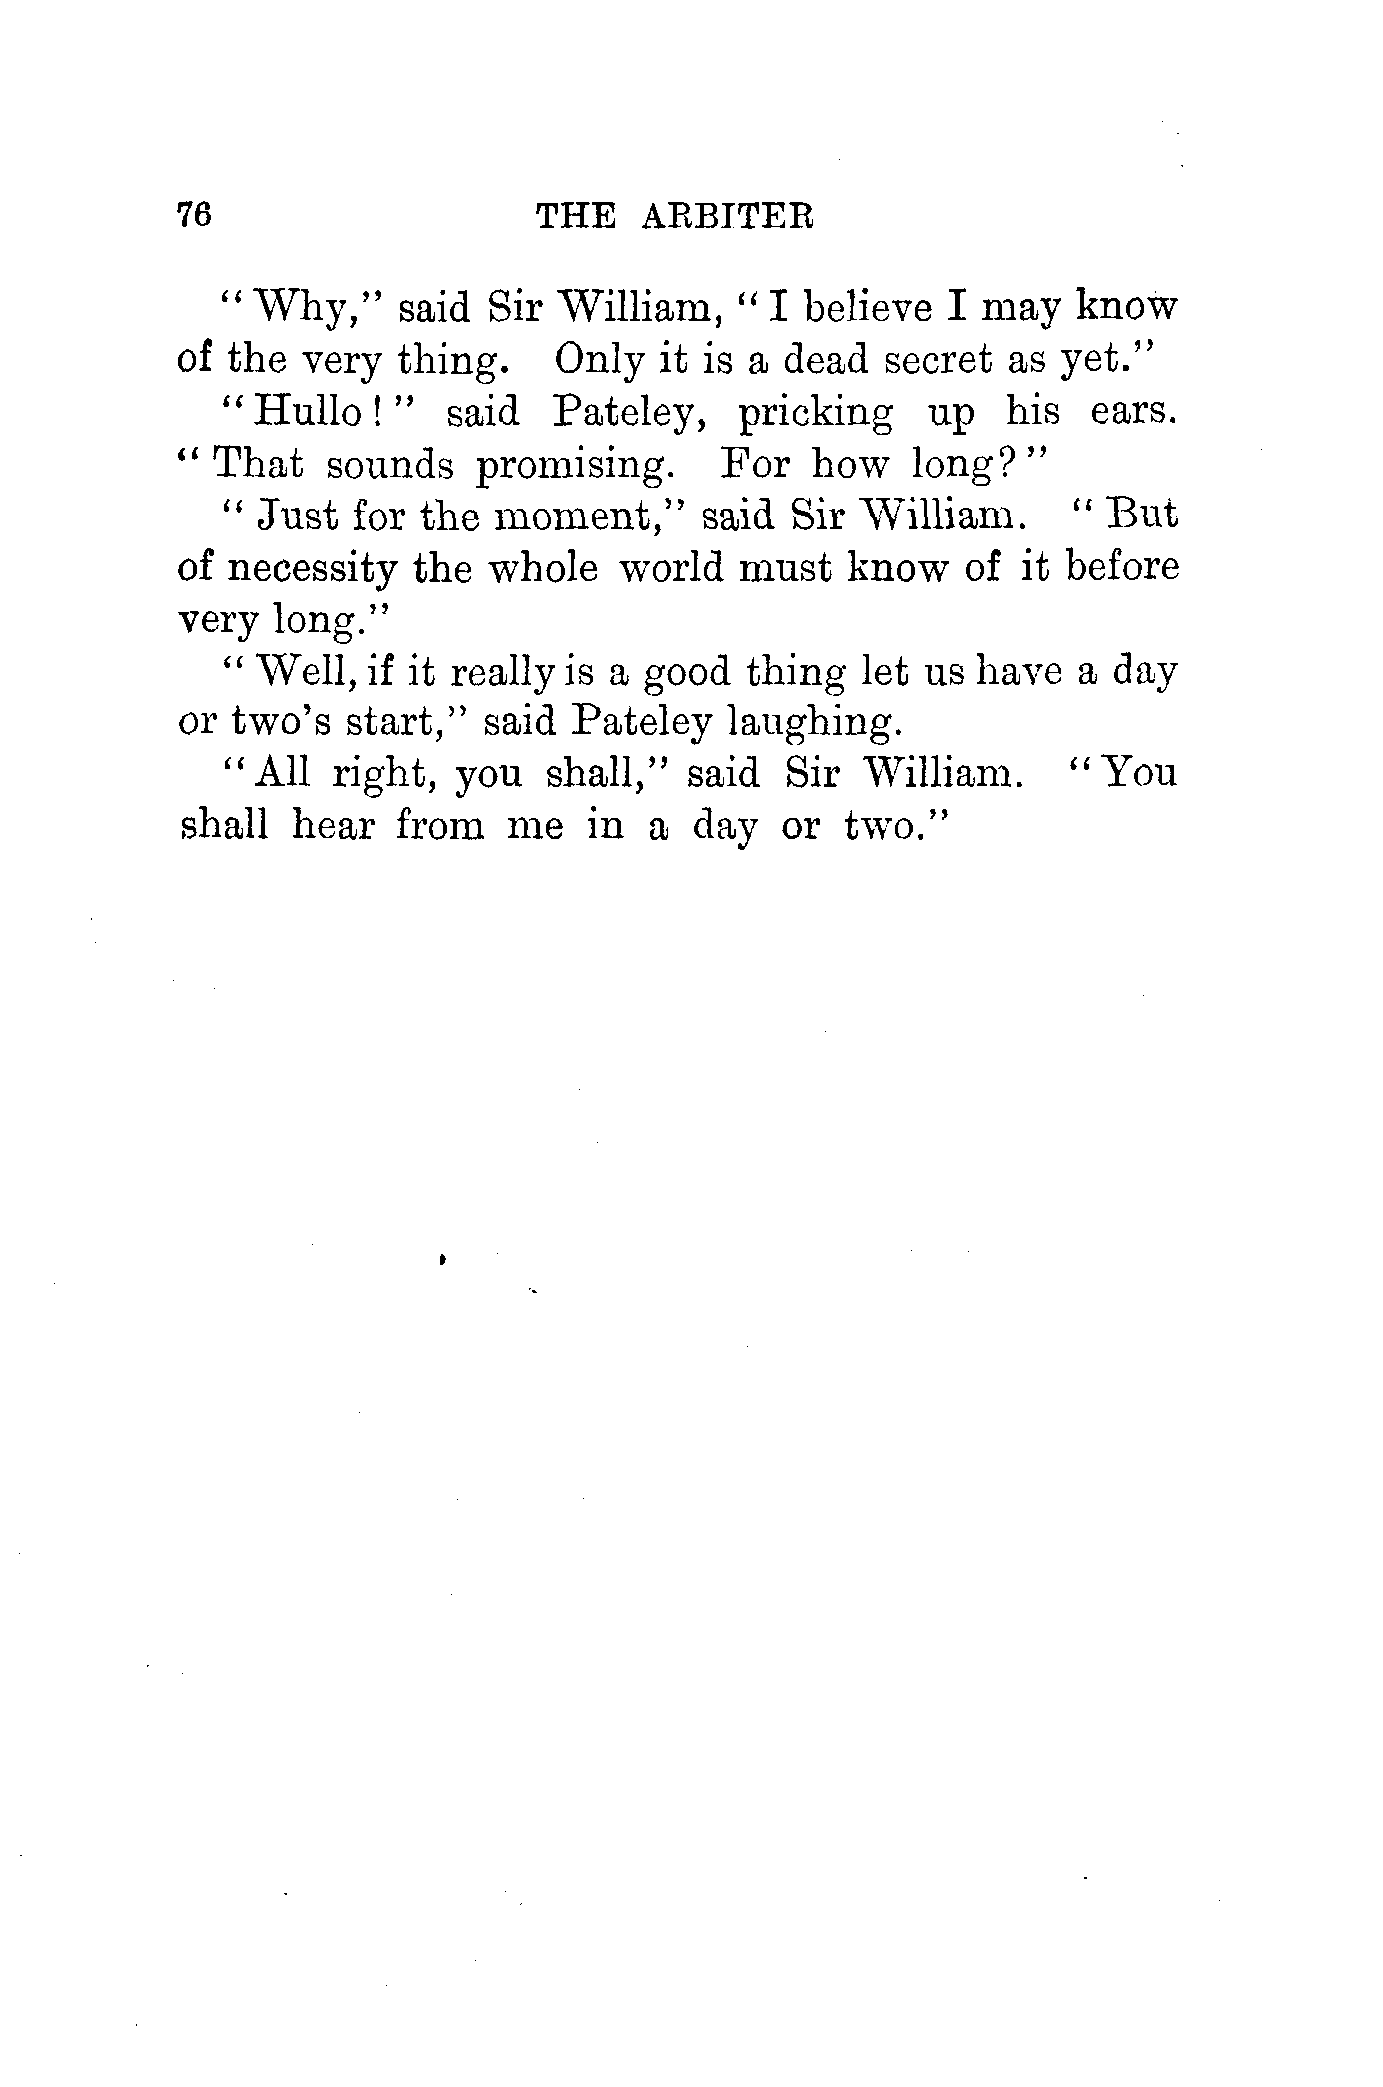 76 THE ARBITER
“ Why,” said Sir William, “ I believe I may know
of the very thing. Only it is a dead secret as yet.”
“ Hullo ! ” said Pateley, pricking up his ears.
“ That sounds promising. For how long? ”
“ Just for the moment,” said Sir William. “ But
of necessity the whole world must know of it before
very long.”
“ Well, if it really is a good thing let us have a day
or two’s start,” said Pateley laughing.
“ All right, you shall,” said Sir William. “ You
shall hear from me in a day or two.”